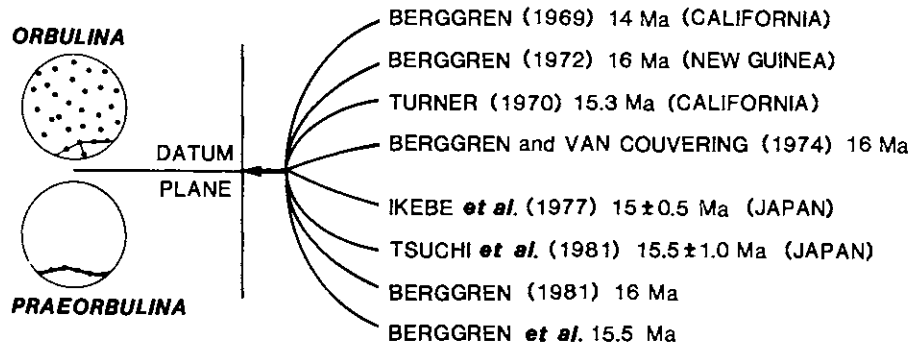 ORBULINA
DATUM
PLANE
PRAEORBULINA
BERGGREN (1969) 14 Ma (CALIFORNIA)
BERGGREN (1972) 16 Ma (NEW GUINEA)
TURNER (1970) 15.3 Ma (CALIFORNIA)
BERGGREN and VAN COUVERING (1974) 16 Ma
IKEBE et al. (1977) 15±0.5 Ma (JAPAN)
TSUCHI et al. (1981) 15.5±1.0 Ma (JAPAN)
BERGGREN (1981) 16 Ma
BERGGREN et al. 15.5 Ma